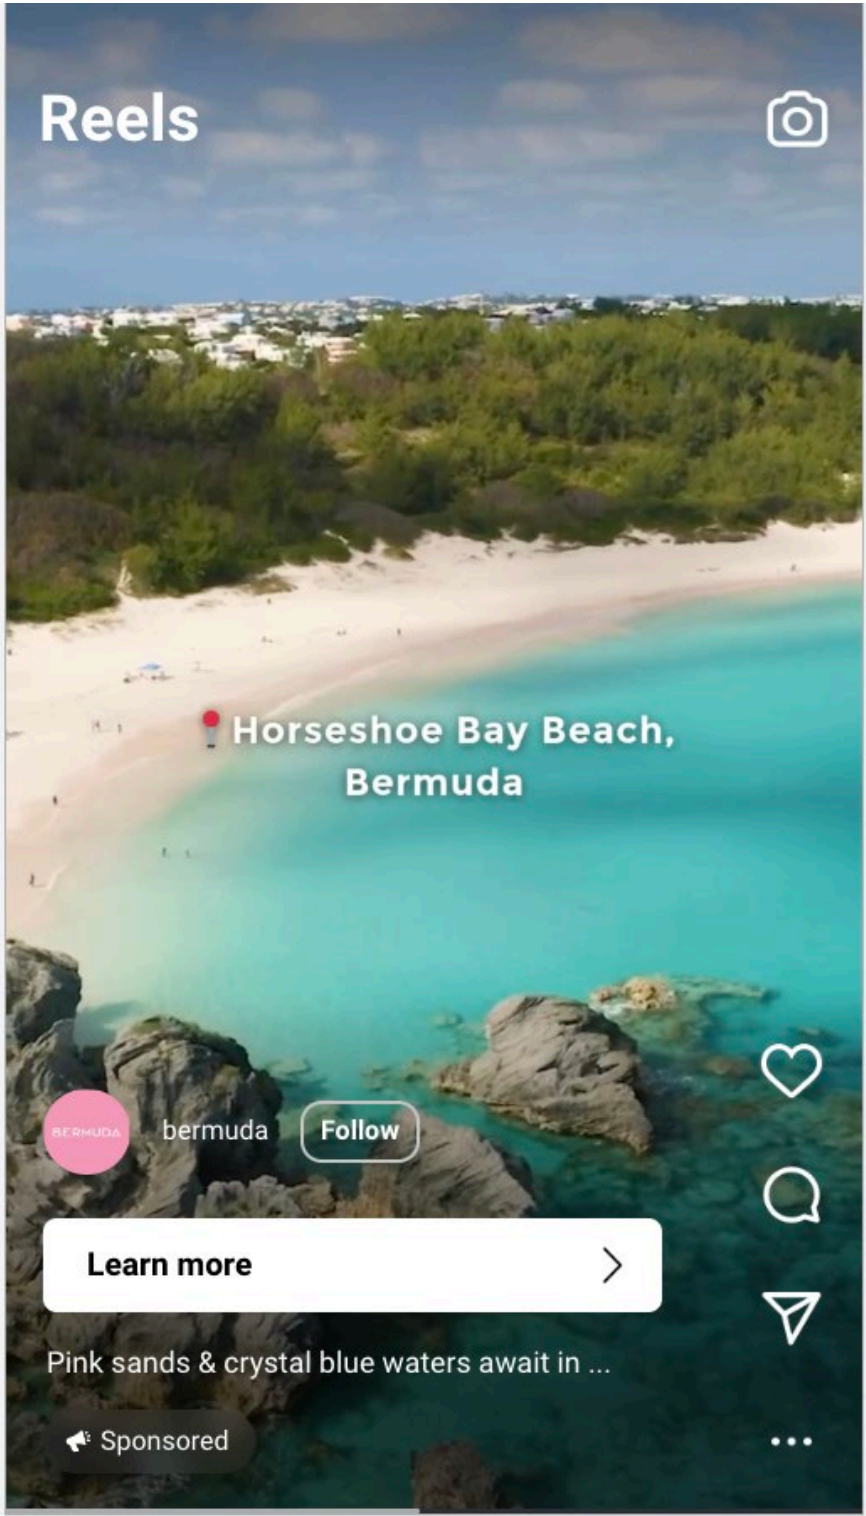 Reels
📍Horseshoe Bay Beach,
Bermuda
BERMUDA
bermuda
Follow
Learn more
Pink sands & crystal blue waters await in ...
Sponsored